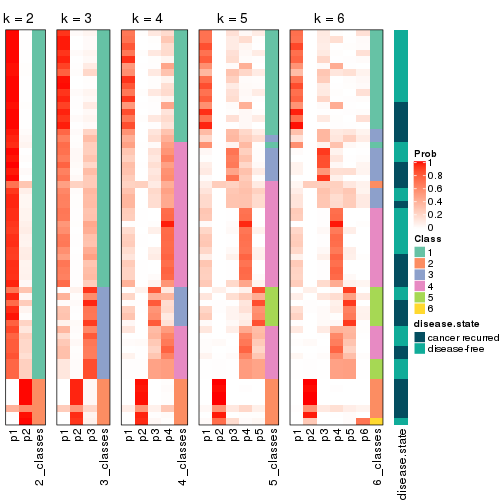 k = 2 k = 3 k = 4 k = 5 k = 6
Prob
1
0.8
0.6
0.4
0.2
0
Class
1
2
3
4
5
6
disease.state
cancer recurred
disease-free
p1 p2 2_classes p1 p2 p3 3_classes p1 p2 p3 p4 4_classes p1 p2 p3 p4 p5 5_classes p1 p2 p3 p4 p5 p6 6_classes disease.state